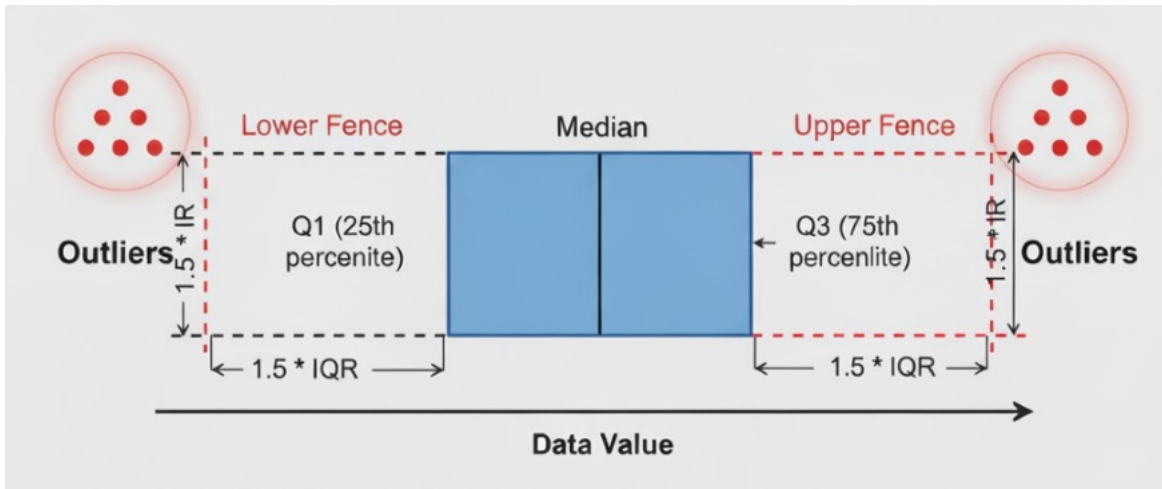 Lower Fence
Median
Upper Fence
Q1 (25th
percenite)
Q3 (75th
percenlite)
Outliers
1.5 * IR
1.5 * IR
Outliers
1.5 * IQR
1.5 * IQR
Data Value